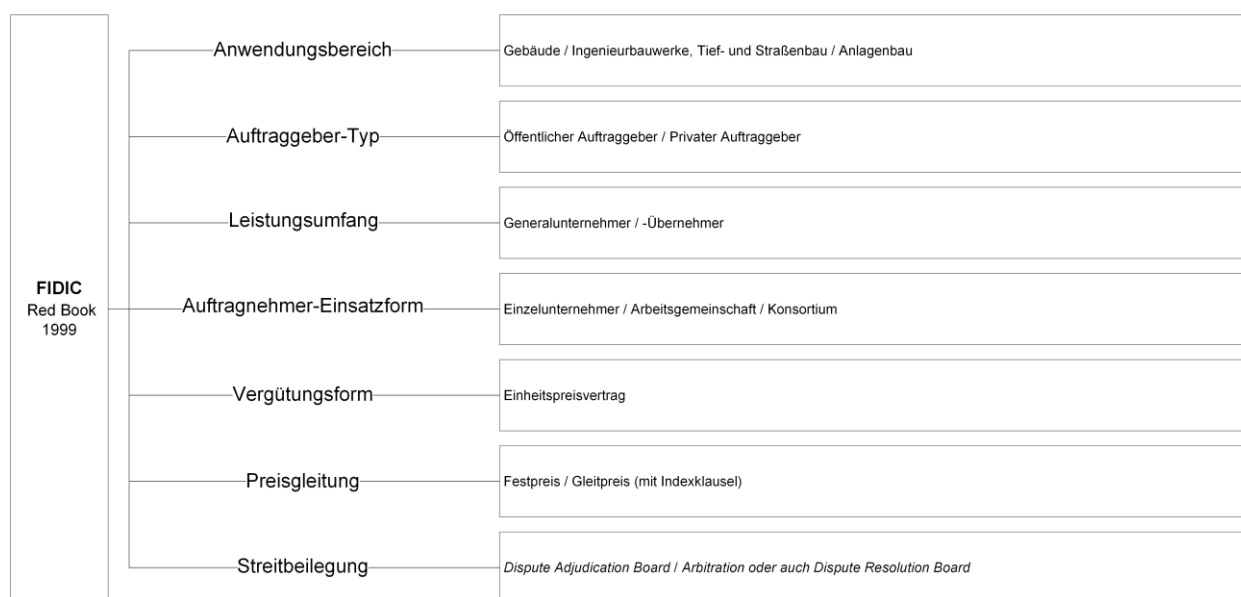 FIDIC
Red Book
1999
Anwendungsbereich
Gebäude / Ingenieurbauwerke, Tief- und Straßenbau / Anlagenbau
Auftraggeber-Typ
Öffentlicher Auftraggeber / Privater Auftraggeber
Leistungsumfang
Generalunternehmer / -Übernehmer
Auftragnehmer-Einsatzform
Einzelunternehmer / Arbeitsgemeinschaft / Konsortium
Vergütungsform
Einheitspreisvertrag
Preisgleitung
Festpreis / Gleitpreis (mit Indexklausel)
Streitbeilegung
Dispute Adjudication Board / Arbitration oder auch Dispute Resolution Board